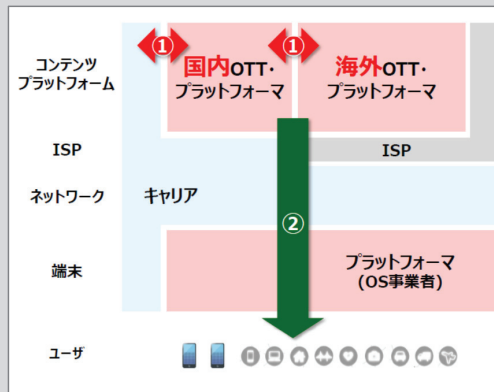 ① ①
コンテンツ
プラットフォーム
国内OTT・
プラットフォーマ
海外OTT・
プラットフォーマ
ISP
ISP
ネットワーク
キャリア
②
端末
プラットフォーマ
(OS事業者)
ユーザ